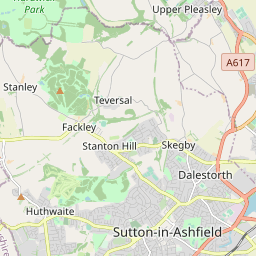 Park
Upper Pleasley
A617
Stanley
Teversal
Fackley
Stanton Hill
Skegby
Dalestorth
Huthwaite
Sutton-in-Ashfield